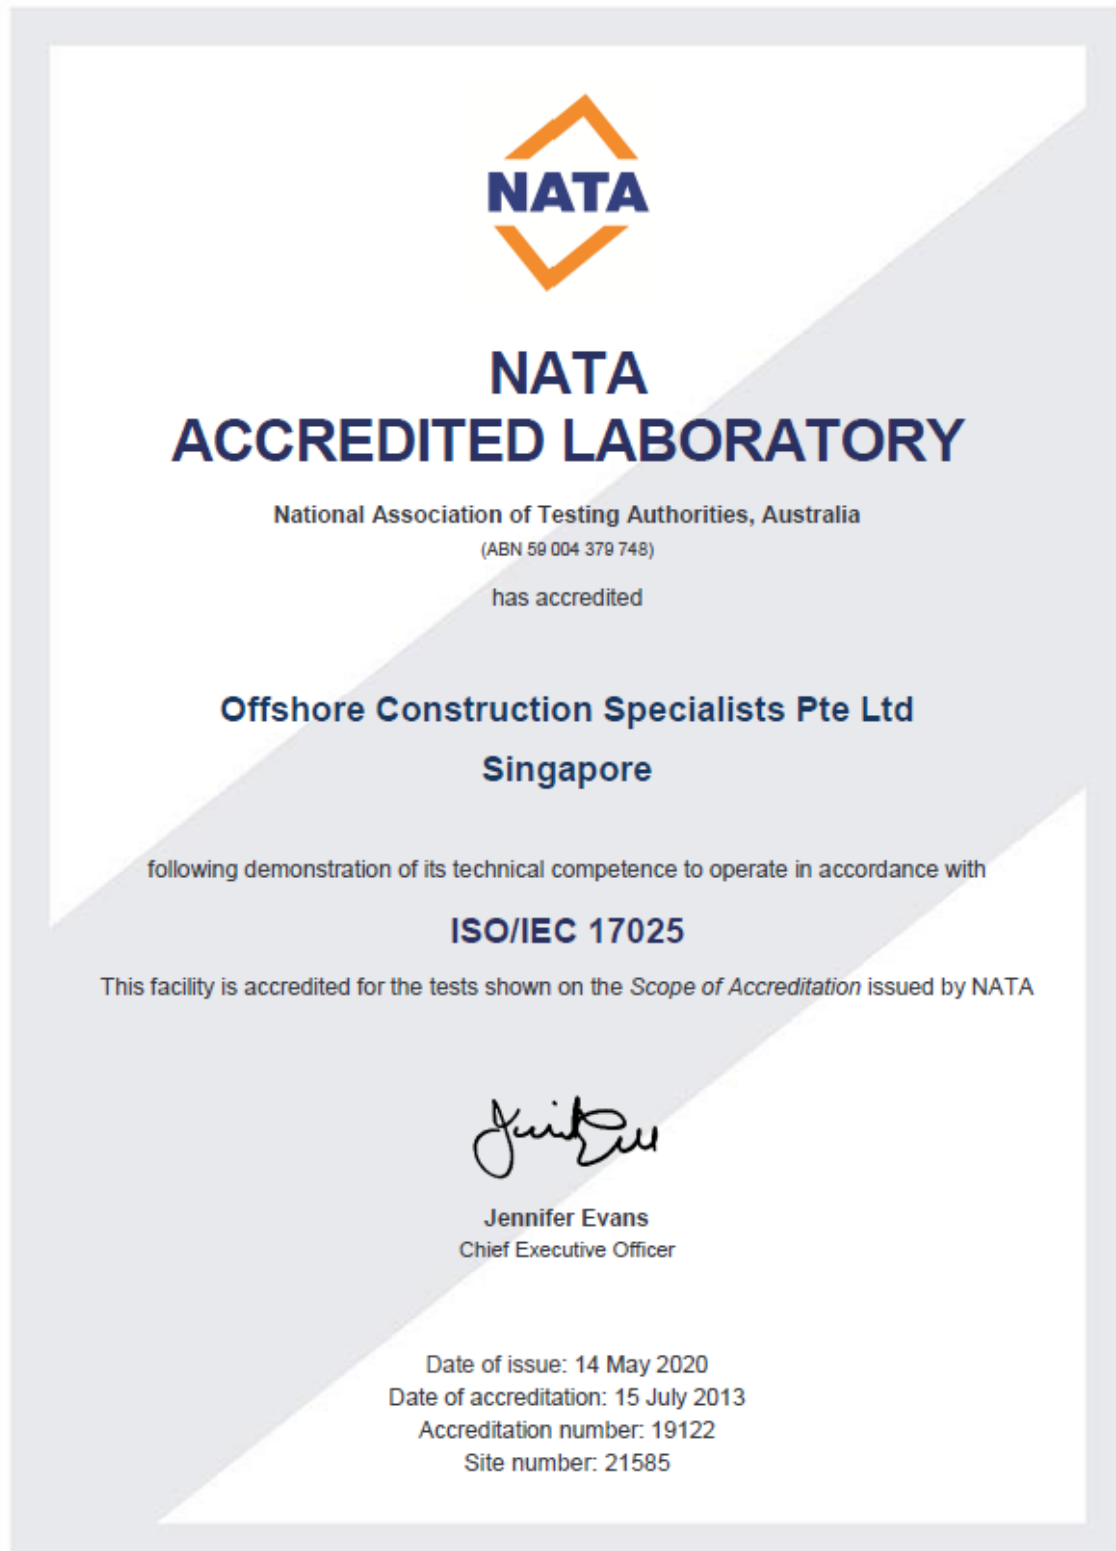 NATA
NATA
ACCREDITED LABORATORY
National Association of Testing Authorities, Australia
(ABN 59 004 379 748)
has accredited
Offshore Construction Specialists Pte Ltd
Singapore
following demonstration of its technical competence to operate in accordance with
ISO/IEC 17025
This facility is accredited for the tests shown on the Scope of Accreditation issued by NATA
Jennifer Evans
Chief Executive Officer
Date of issue: 14 May 2020
Date of accreditation: 15 July 2013
Accreditation number: 19122
Site number: 21585